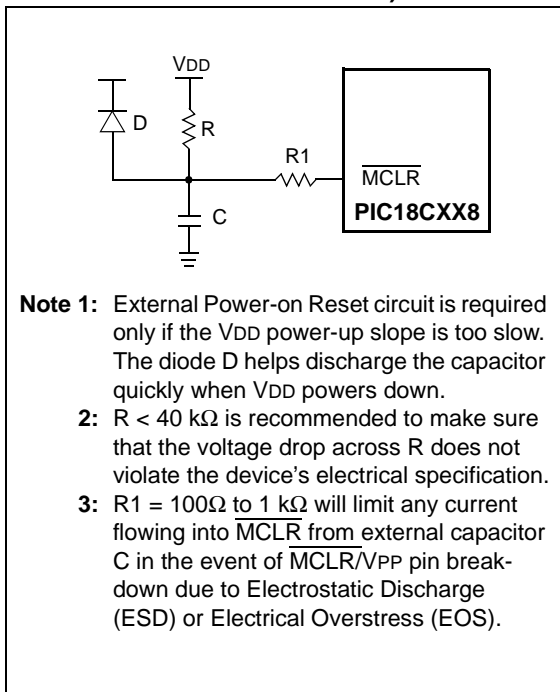 VDD
D
R
R1
MCLR
C
PIC18CXX8
Note 1: External Power-on Reset circuit is required
only if the VDD power-up slope is too slow.
The diode D helps discharge the capacitor
quickly when VDD powers down.
2: R < 40 kΩ is recommended to make sure
that the voltage drop across R does not
violate the device's electrical specification.
3: R1 = 100Ω to 1 kΩ will limit any current
flowing into MCLR from external capacitor
C in the event of MCLR/VPP pin break-
down due to Electrostatic Discharge
(ESD) or Electrical Overstress (EOS).